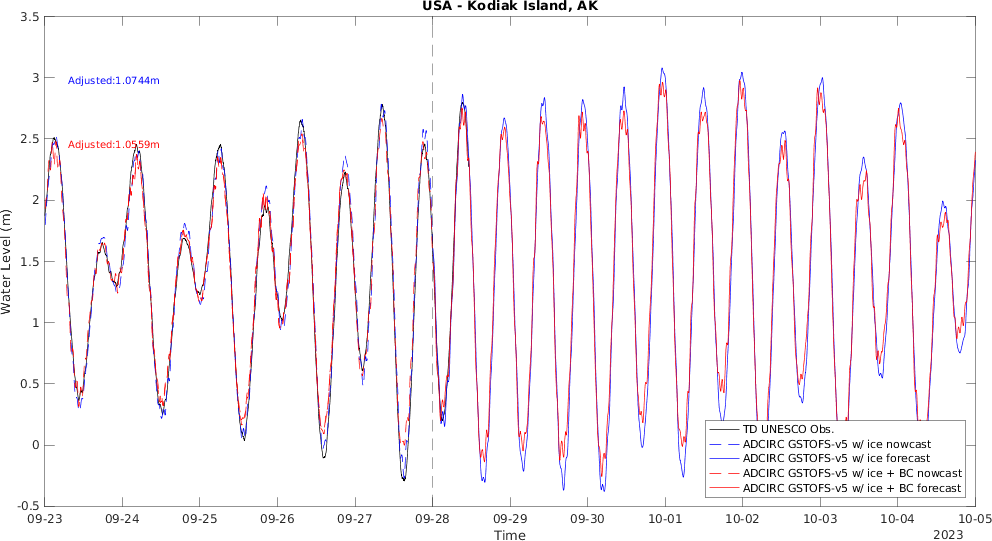 USA - Kodiak Island, AK
3.5
3
2.5
2
1.5
1
0.5
0
-0.5
Water Level (m)
Adjusted:1.0744m
Adjusted:1.0559m
TD UNESCO Obs.
ADCIRC GSTOFS-v5 w/ ice nowcast
ADCIRC GSTOFS-v5 w/ ice forecast
ADCIRC GSTOFS-v5 w/ ice + BC nowcast
ADCIRC GSTOFS-v5 w/ ice + BC forecast
09-23 09-24 09-25 09-26 09-27 09-28 09-29 09-30 10-01 10-02 10-03 10-04 10-05
Time
2023